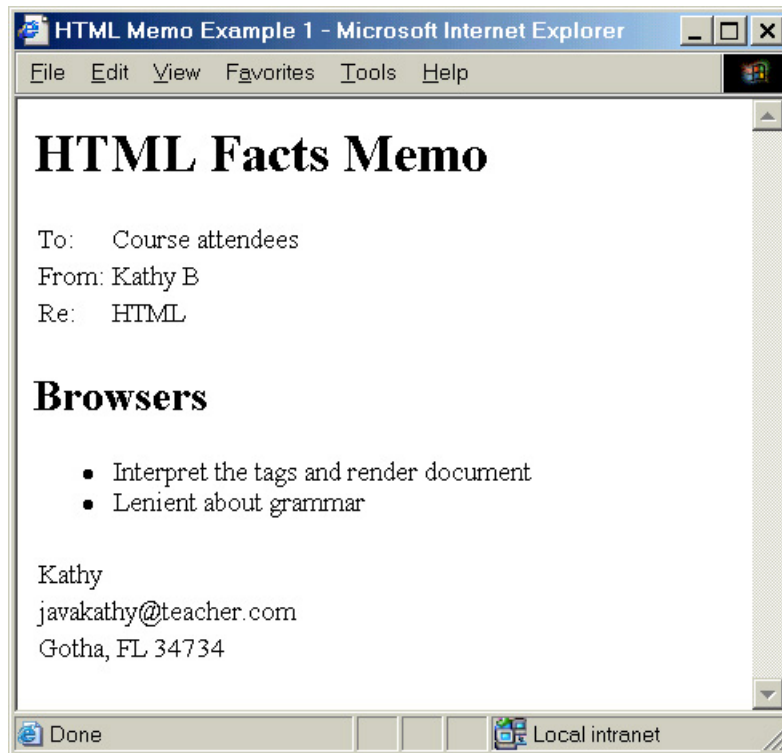 HTML Memo Example 1 - Microsoft Internet Explorer
File Edit View Favorites Tools Help
HTML Facts Memo
To: Course attendees
From: Kathy B
Re: HTML
Browsers
• Interpret the tags and render document
• Lenient about grammar
Kathy
javakathy@teacher.com
Gotha, FL 34734
Done Local intranet